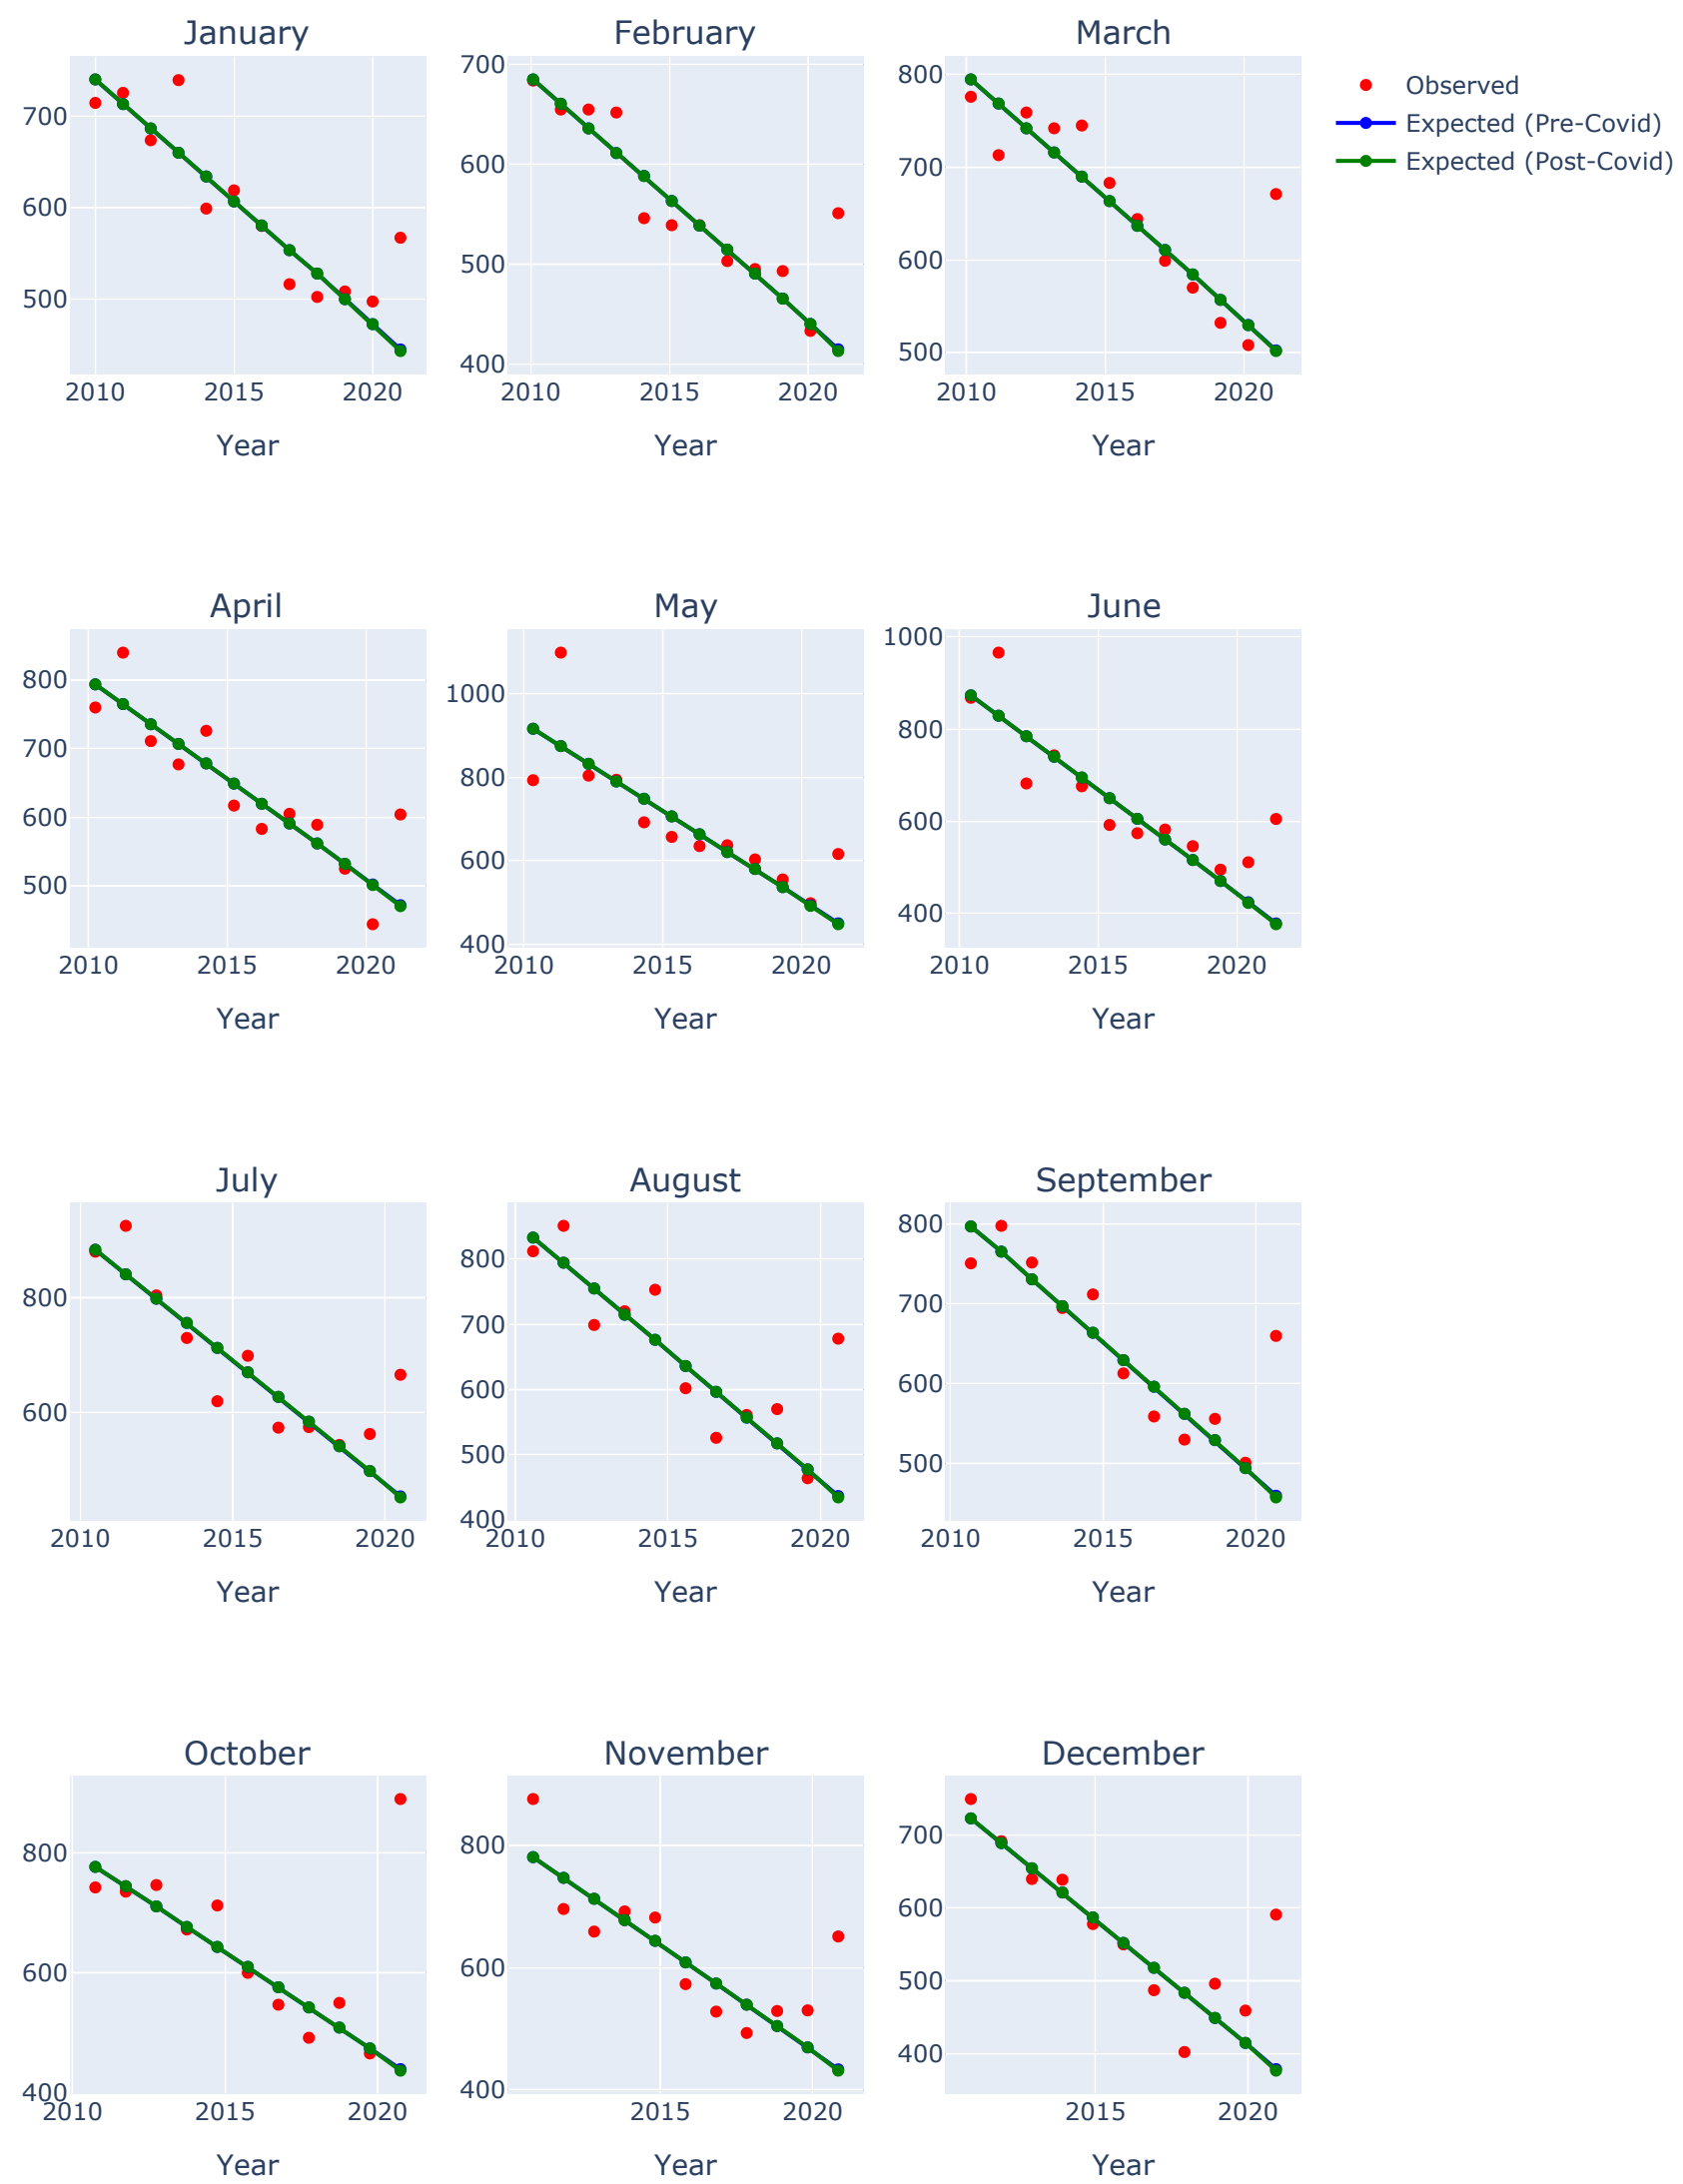 January
February
March
Observed
Expected (Pre-Covid)
Expected (Post-Covid)
700
600
500
2010
2015
2020
Year
700
600
500
400
2010
2015
2020
Year
800
700
600
500
2010
2015
2020
Year
April
May
June
800
700
600
500
2010
2015
2020
Year
1000
800
600
400
2010
2015
2020
Year
1000
800
600
400
2010
2015
2020
Year
July
August
September
800
600
2010
2015
2020
Year
800
700
600
500
400
2010
2015
2020
Year
800
700
600
500
2010
2015
2020
Year
October
November
December
800
600
400
2010
2015
2020
Year
800
600
400
2015
2020
Year
700
600
500
400
2015
2020
Year